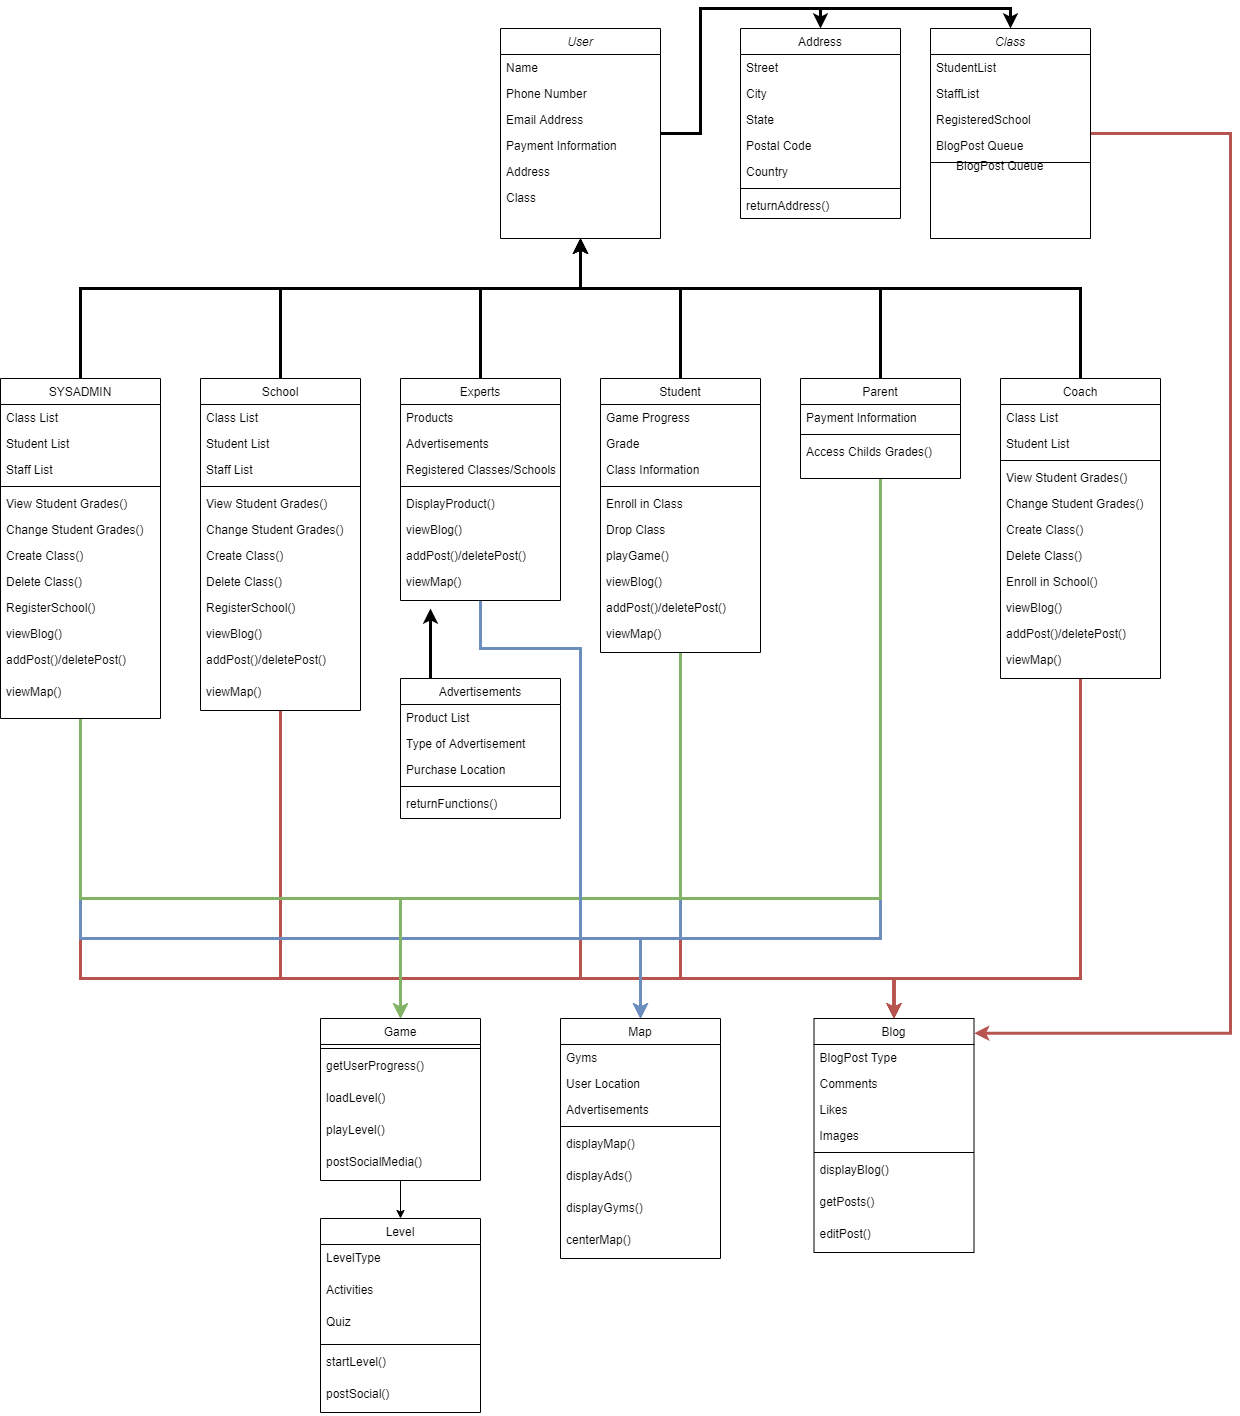 User
Name
Phone Number
Email Address
Payment Information
Address
Class
Address
Street
City
State
Postal Code
Country
returnAddress()
Class
StudentList
StaffList
RegisteredSchool
BlogPost Queue
BlogPost Queue
SYSADMIN
Class List
Student List
Staff List
View Student Grades()
Change Student Grades()
Create Class()
Delete Class()
RegisterSchool()
viewBlog()
addPost()/deletePost()
viewMap()
School
Class List
Student List
Staff List
View Student Grades()
Change Student Grades()
Create Class()
Delete Class()
RegisterSchool()
viewBlog()
addPost()/deletePost()
viewMap()
Experts
Products
Advertisements
Registered Classes/Schools
DisplayProduct()
viewBlog()
addPost()/deletePost()
viewMap()
Student
Game Progress
Grade
Class Information
Enroll in Class
Drop Class
playGame()
viewBlog()
addPost()/deletePost()
viewMap()
Parent
Payment Information
Access Childs Grades()
Coach
Class List
Student List
View Student Grades()
Change Student Grades()
Create Class()
Delete Class()
Enroll in School()
viewBlog()
addPost()/deletePost()
viewMap()
Advertisements
Product List
Type of Advertisement
Purchase Location
returnFunctions()
Game
getUserProgress()
loadLevel()
playLevel()
postSocialMedia()
Map
Gyms
User Location
Advertisements
displayMap()
displayAds()
displayGyms()
centerMap()
Blog
BlogPost Type
Comments
Likes
Images
displayBlog()
getPosts()
editPost()
Level
LevelType
Activities
Quiz
startLevel()
postSocial()